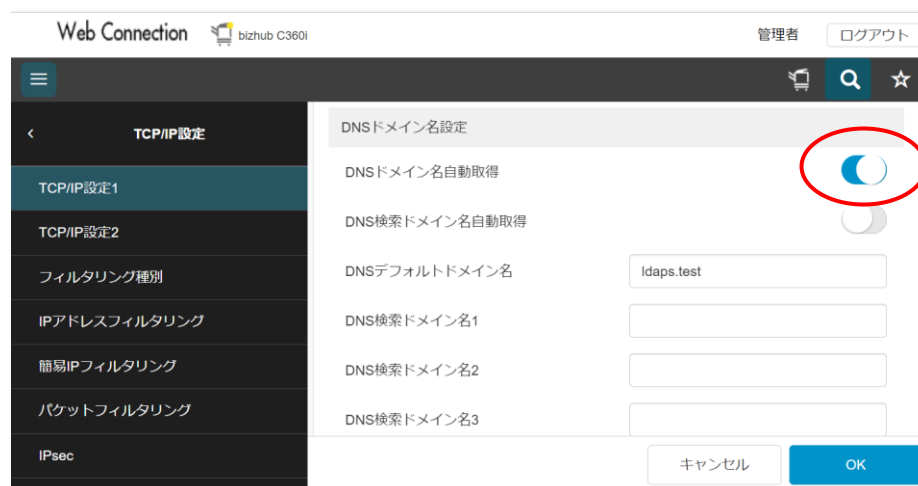 Web Connection
bizhub C360i
管理者
ログアウト
TCP/IP設定
TCP/IP設定1
TCP/IP設定2
フィルタリング種別
IPアドレスフィルタリング
簡易IPフィルタリング
パケットフィルタリング
IPsec
DNSドメイン名設定
DNSドメイン名自動取得
DNS検索ドメイン名自動取得
DNSデフォルトドメイン名
ldaps.test
DNS検索ドメイン名1
DNS検索ドメイン名2
DNS検索ドメイン名3
キャンセル
OK